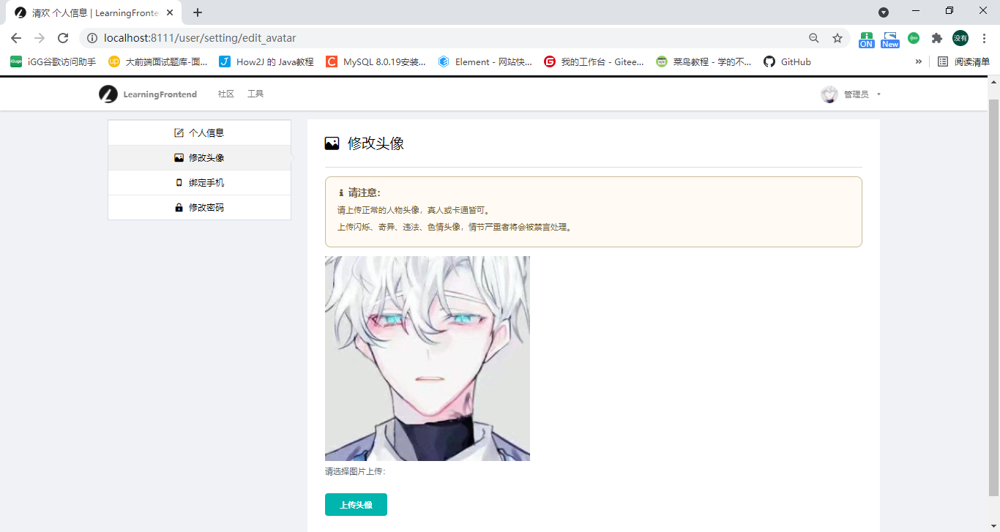 清欢 个人信息 | LearningFronte
localhost:8111/user/setting/edit_avatar
没有
ON
New
iGG谷歌访问助手
大前端面试题库-面...
How2J 的 Java教程
MySQL 8.0.19安装...
Element - 网站快...
我的工作台 - Gitee...
菜鸟教程 - 学的不...
GitHub
»
阅读清单
LearningFrontend
社区
工具
管理员
个人信息
修改头像
绑定手机
修改密码
修改头像
请注意：
请上传正常的人物头像，真人或卡通皆可。
上传闪烁、奇异、违法、色情头像，情节严重者将会被禁言处理。
请选择图片上传：
上传头像